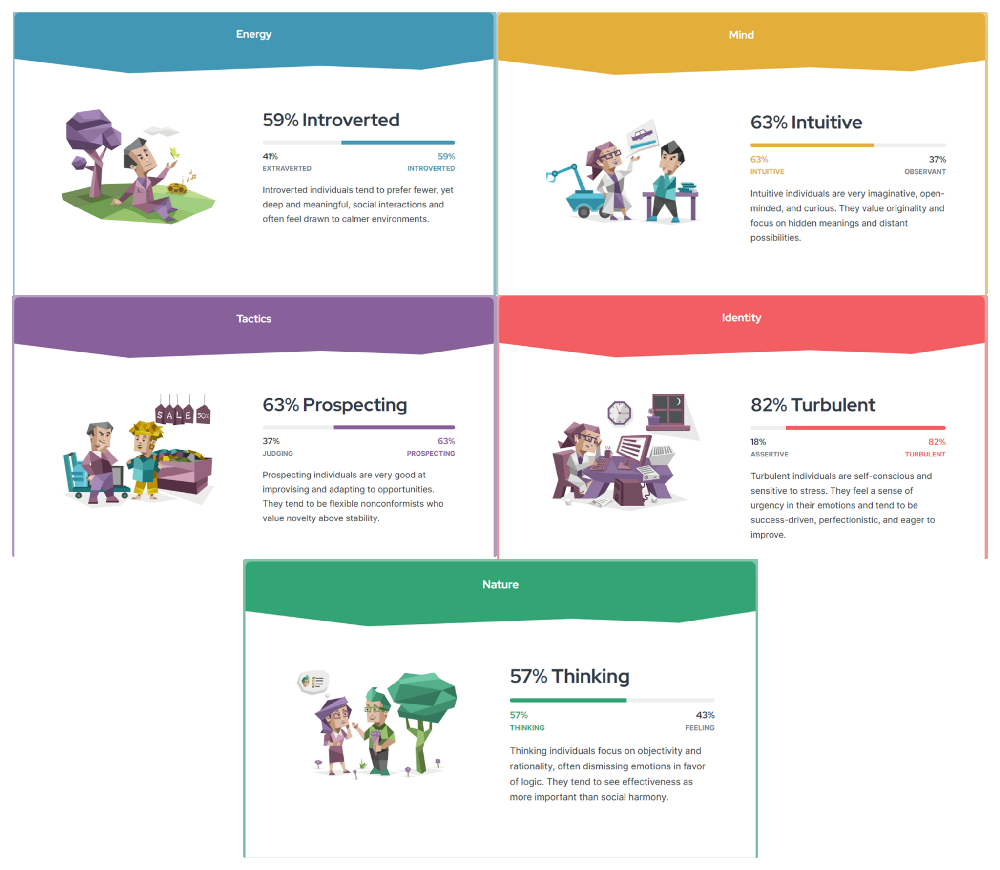 Energy
59% Introverted
41%
59%
EXTRAVERTED
INTROVERTED
Introverted individuals tend to prefer fewer, yet
deep and meaningful, social interactions and
often feel drawn to calmer environments.
Mind
63% Intuitive
63%
37%
INTUITIVE
OBSERVANT
Intuitive individuals are very imaginative, open-
minded, and curious. They value originality and
focus on hidden meanings and distant
possibilities.
Tactics
SALE 50%
63% Prospecting
37%
63%
JUDGING
PROSPECTING
Prospecting individuals are very good at
improvising and adapting to opportunities.
They tend to be flexible nonconformists who
value novelty above stability.
Identity
82% Turbulent
18%
82%
ASSERTIVE
TURBULENT
Turbulent individuals are self-conscious and
sensitive to stress. They feel a sense of
urgency in their emotions and tend to be
success-driven, perfectionistic, and eager to
improve.
Nature
57% Thinking
57%
43%
THINKING
FEELING
Thinking individuals focus on objectivity and
rationality, often dismissing emotions in favor
of logic. They tend to see effectiveness as
more important than social harmony.